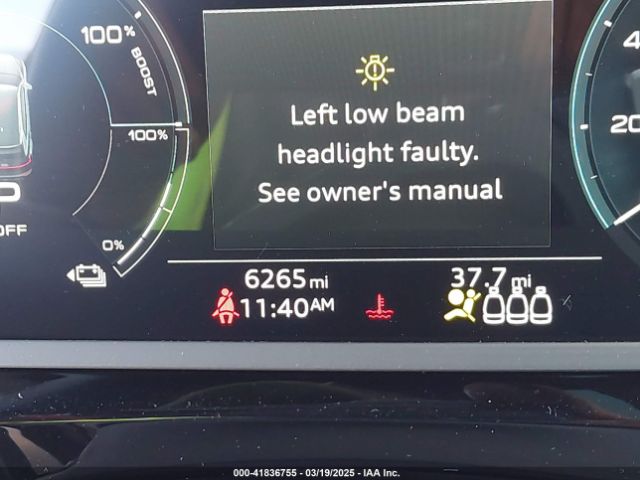 100%
BOOST
100%
0%
OFF
Left low beam
headlight faulty.
See owner's manual
6265 mi
37.7 mi
11:40AM
20
000-41836755 - 03/19/2025 - IAA Inc.